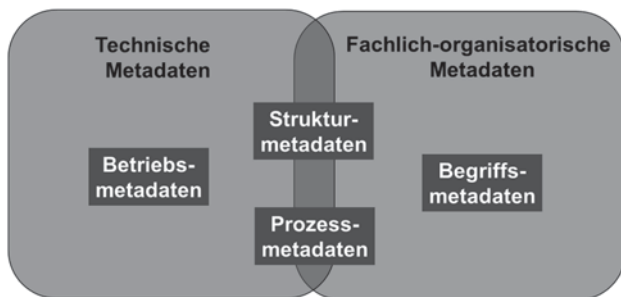 Technische
Metadaten
Fachlich-organisatorische
Metadaten
Struktur-
metadaten
Betriebs-
metadaten
Begriffs-
metadaten
Prozess-
metadaten